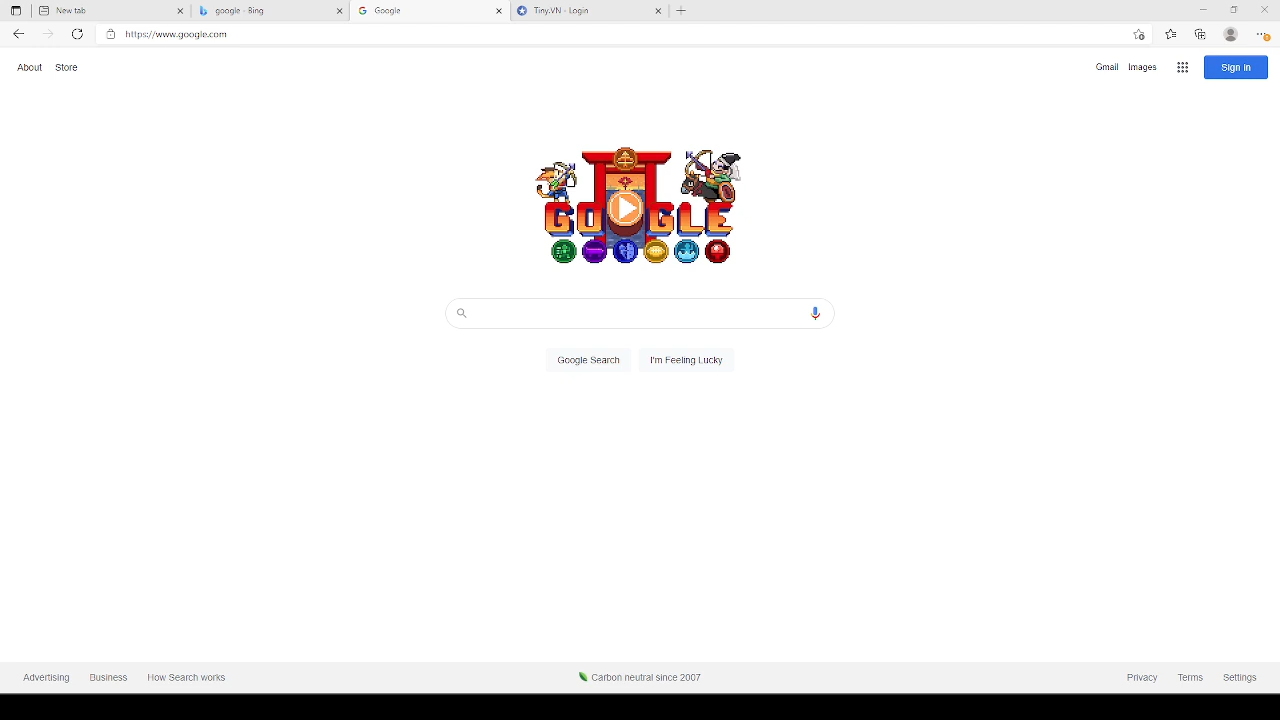 New tab
google - Bing
Google
Tiny.VN - Login
https://www.google.com
About
Store
Gmail
Images
Sign in
GOOGLE
Google Search
I'm Feeling Lucky
Advertising
Business
How Search works
Carbon neutral since 2007
Privacy
Terms
Settings